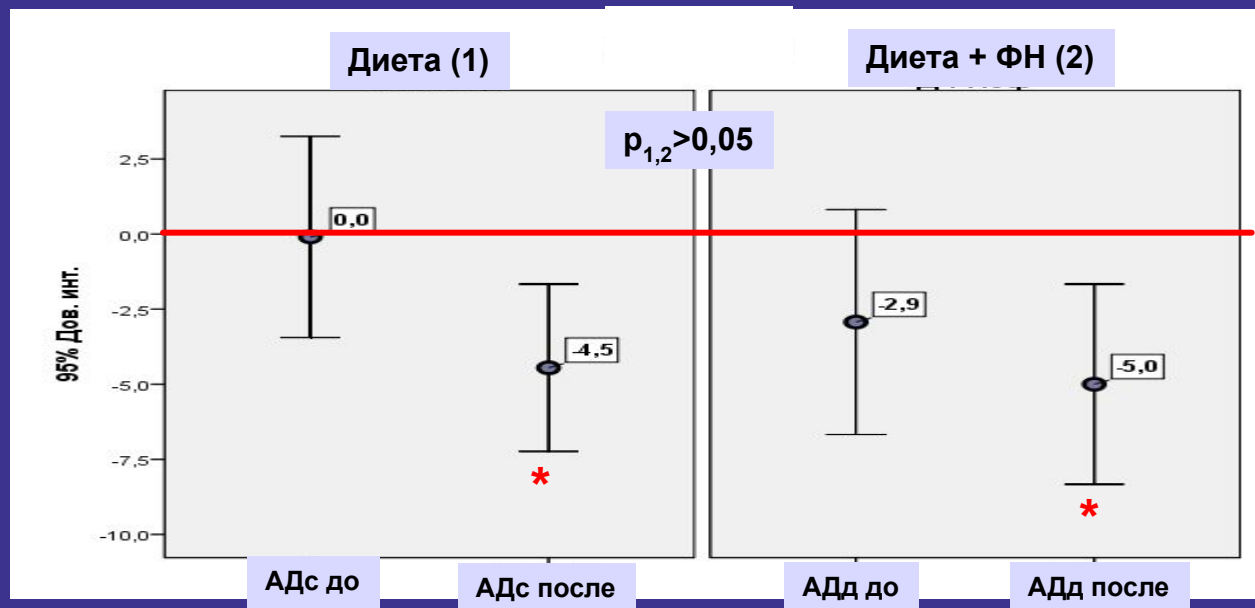 Диета (1)
Диета + ФН (2)
p1,2>0,05
95% Дов. инт.
2,5
0,0
-2,5
-5,0
-7,5
-10,0
0,0
-4,5
-2,9
-5,0
*
*
АДс до
АДс после
АДд до
АДд после